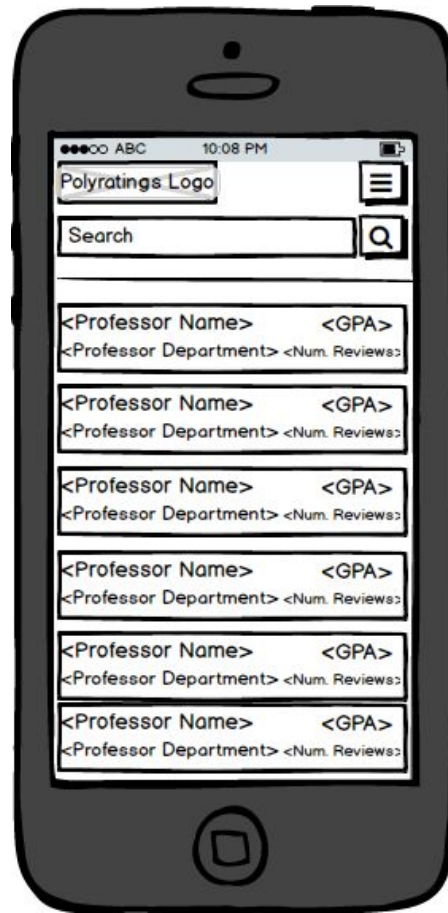 ABC 10:08 PM
Polyratings Logo
Search
<Professor Name> <GPA>
<Professor Department> <Num. Reviews>
<Professor Name> <GPA>
<Professor Department> <Num. Reviews>
<Professor Name> <GPA>
<Professor Department> <Num. Reviews>
<Professor Name> <GPA>
<Professor Department> <Num. Reviews>
<Professor Name> <GPA>
<Professor Department> <Num. Reviews>
<Professor Name> <GPA>
<Professor Department> <Num. Reviews>